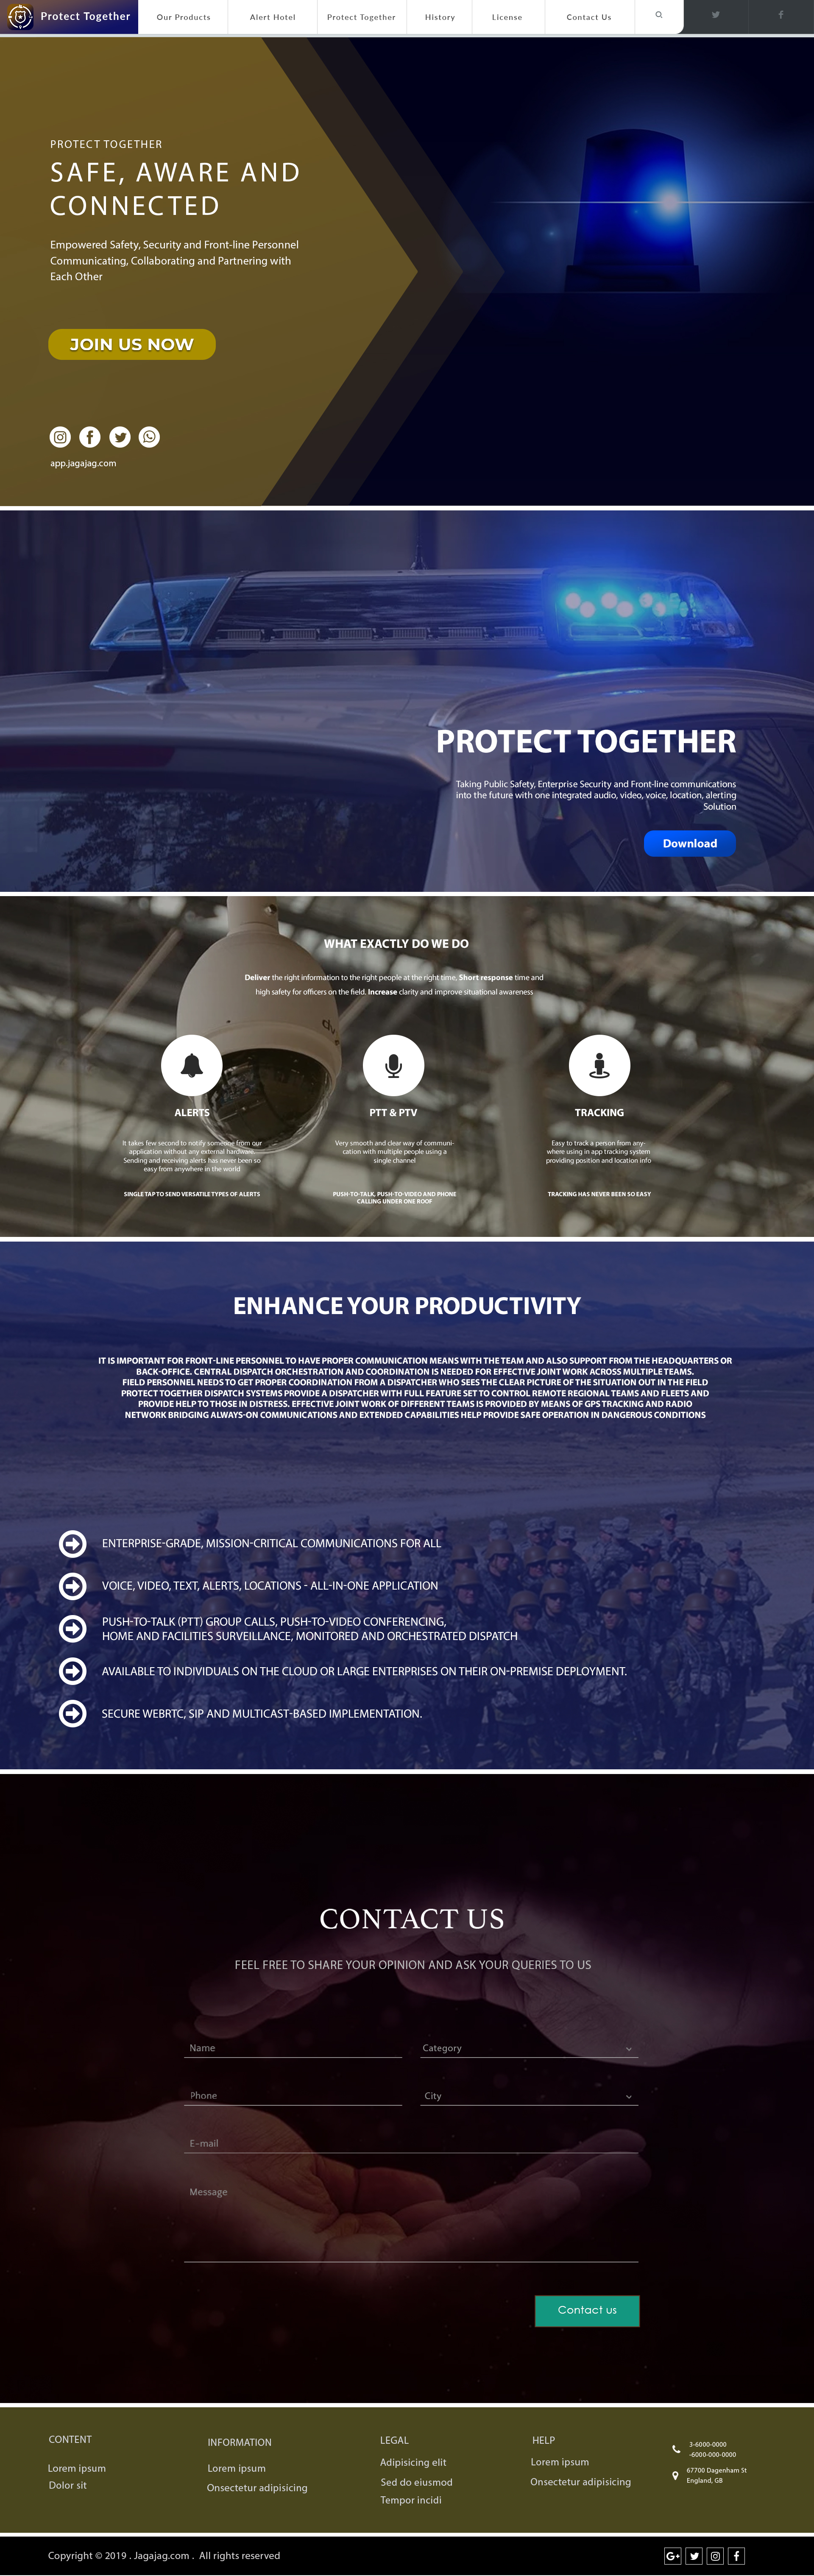 Protect Together
Our Products
Alert Hotel
Protect Together
History
License
Contact Us
PROTECT TOGETHER
SAFE, AWARE AND
CONNECTED
Empowered Safety, Security and Front-line Personnel
Communicating, Collaborating and Partnering with
Each Other
JOIN US NOW
app.jagajag.com
PROTECT TOGETHER
Taking Public Safety, Enterprise Security and Front-line communications
into the future with one integrated audio, video, voice, location, alerting
Solution
Download
WHAT EXACTLY DO WE DO
Deliver the right information to the right people at the right time, Short response time and
high safety for officers on the field. Increase clarity and improve situational awareness
ALERTS
It takes few second to notify someone from our
application without any external hardware.
Sending and receiving alerts has never been so
easy from anywhere in the world
SINGLE TAP TO SEND VERSATILE TYPES OF ALERTS
PTT & PTV
Very smooth and clear way of communi-
cation with multiple people using a
single channel
PUSH-TO-TALK, PUSH-TO-VIDEO AND PHONE
CALLING UNDER ONE ROOF
TRACKING
Easy to track a person from any-
where using in app tracking system
providing position and location info
TRACKING HAS NEVER BEEN SO EASY
ENHANCE YOUR PRODUCTIVITY
IT IS IMPORTANT FOR FRONT-LINE PERSONNEL TO HAVE PROPER COMMUNICATION MEANS WITH THE TEAM AND ALSO SUPPORT FROM THE HEADQUARTERS OR
BACK-OFFICE. CENTRAL DISPATCH ORCHESTRATION AND COORDINATION IS NEEDED FOR EFFECTIVE JOINT WORK ACROSS MULTIPLE TEAMS.
FIELD PERSONNEL NEEDS TO GET PROPER COORDINATION FROM A DISPATCHER WHO SEES THE CLEAR PICTURE OF THE SITUATION OUT IN THE FIELD
PROTECT TOGETHER DISPATCH SYSTEMS PROVIDE A DISPATCHER WITH FULL FEATURE SET TO CONTROL REMOTE REGIONAL TEAMS AND FLEETS AND
PROVIDE HELP TO THOSE IN DISTRESS. EFFECTIVE JOINT WORK OF DIFFERENT TEAMS IS PROVIDED BY MEANS OF GPS TRACKING AND RADIO
NETWORK BRIDGING ALWAYS-ON COMMUNICATIONS AND EXTENDED CAPABILITIES HELP PROVIDE SAFE OPERATION IN DANGEROUS CONDITIONS
ENTERPRISE-GRADE, MISSION-CRITICAL COMMUNICATIONS FOR ALL
VOICE, VIDEO, TEXT, ALERTS, LOCATIONS - ALL-IN-ONE APPLICATION
PUSH-TO-TALK (PTT) GROUP CALLS, PUSH-TO-VIDEO CONFERENCING,
HOME AND FACILITIES SURVEILLANCE, MONITORED AND ORCHESTRATED DISPATCH
AVAILABLE TO INDIVIDUALS ON THE CLOUD OR LARGE ENTERPRISES ON THEIR ON-PREMISE DEPLOYMENT.
SECURE WEBRTC, SIP AND MULTICAST-BASED IMPLEMENTATION.
CONTACT US
FEEL FREE TO SHARE YOUR OPINION AND ASK YOUR QUERIES TO US
Name
Category
Phone
City
E-mail
Message
Contact us
CONTENT
Lorem ipsum
Dolor sit
INFORMATION
Lorem ipsum
Onsectetur adipisicing
LEGAL
Adipisicing elit
Sed do eiusmod
Tempor incidi
HELP
Lorem ipsum
Onsectetur adipisicing
3-6000-0000
-6000-000-0000
67700 Dagenham St
England, GB
Copyright © 2019 . Jagajag.com . All rights reserved